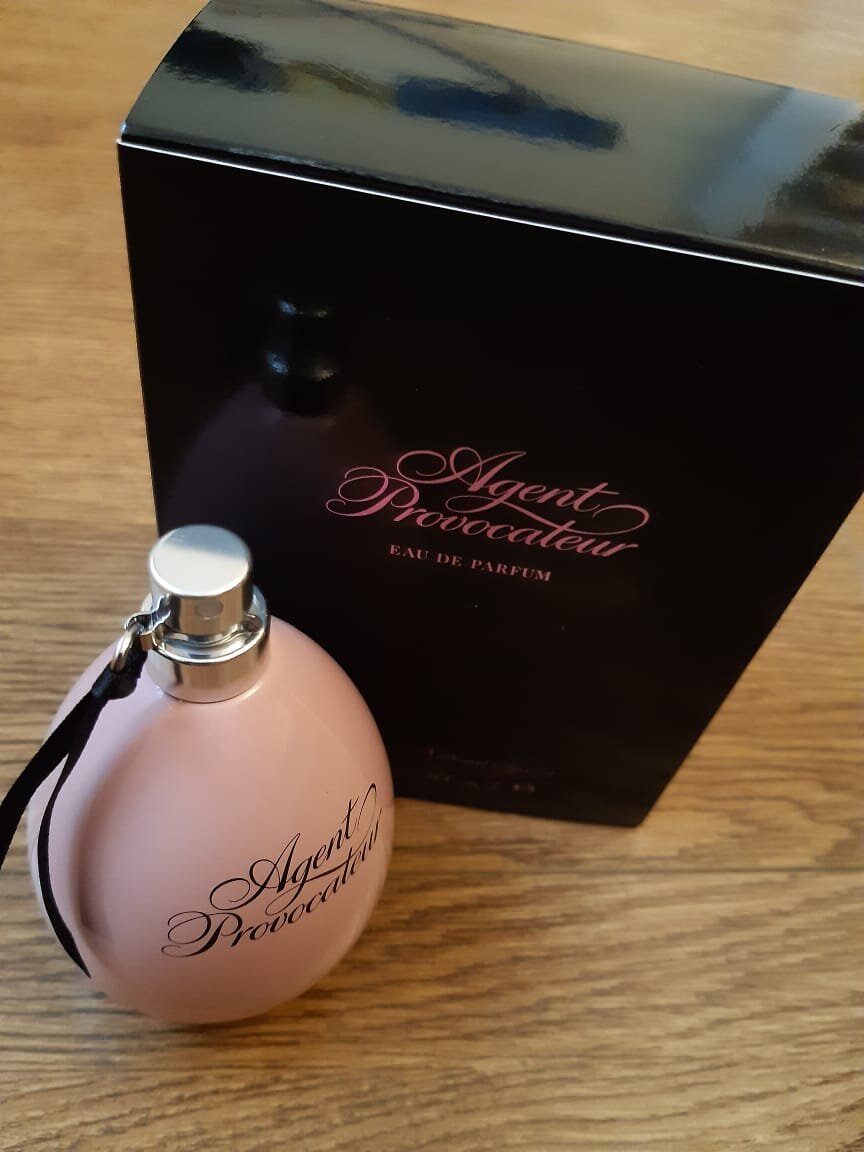 Agent
Provocateur
EAU DE PARFUM
Agent
Provocateur